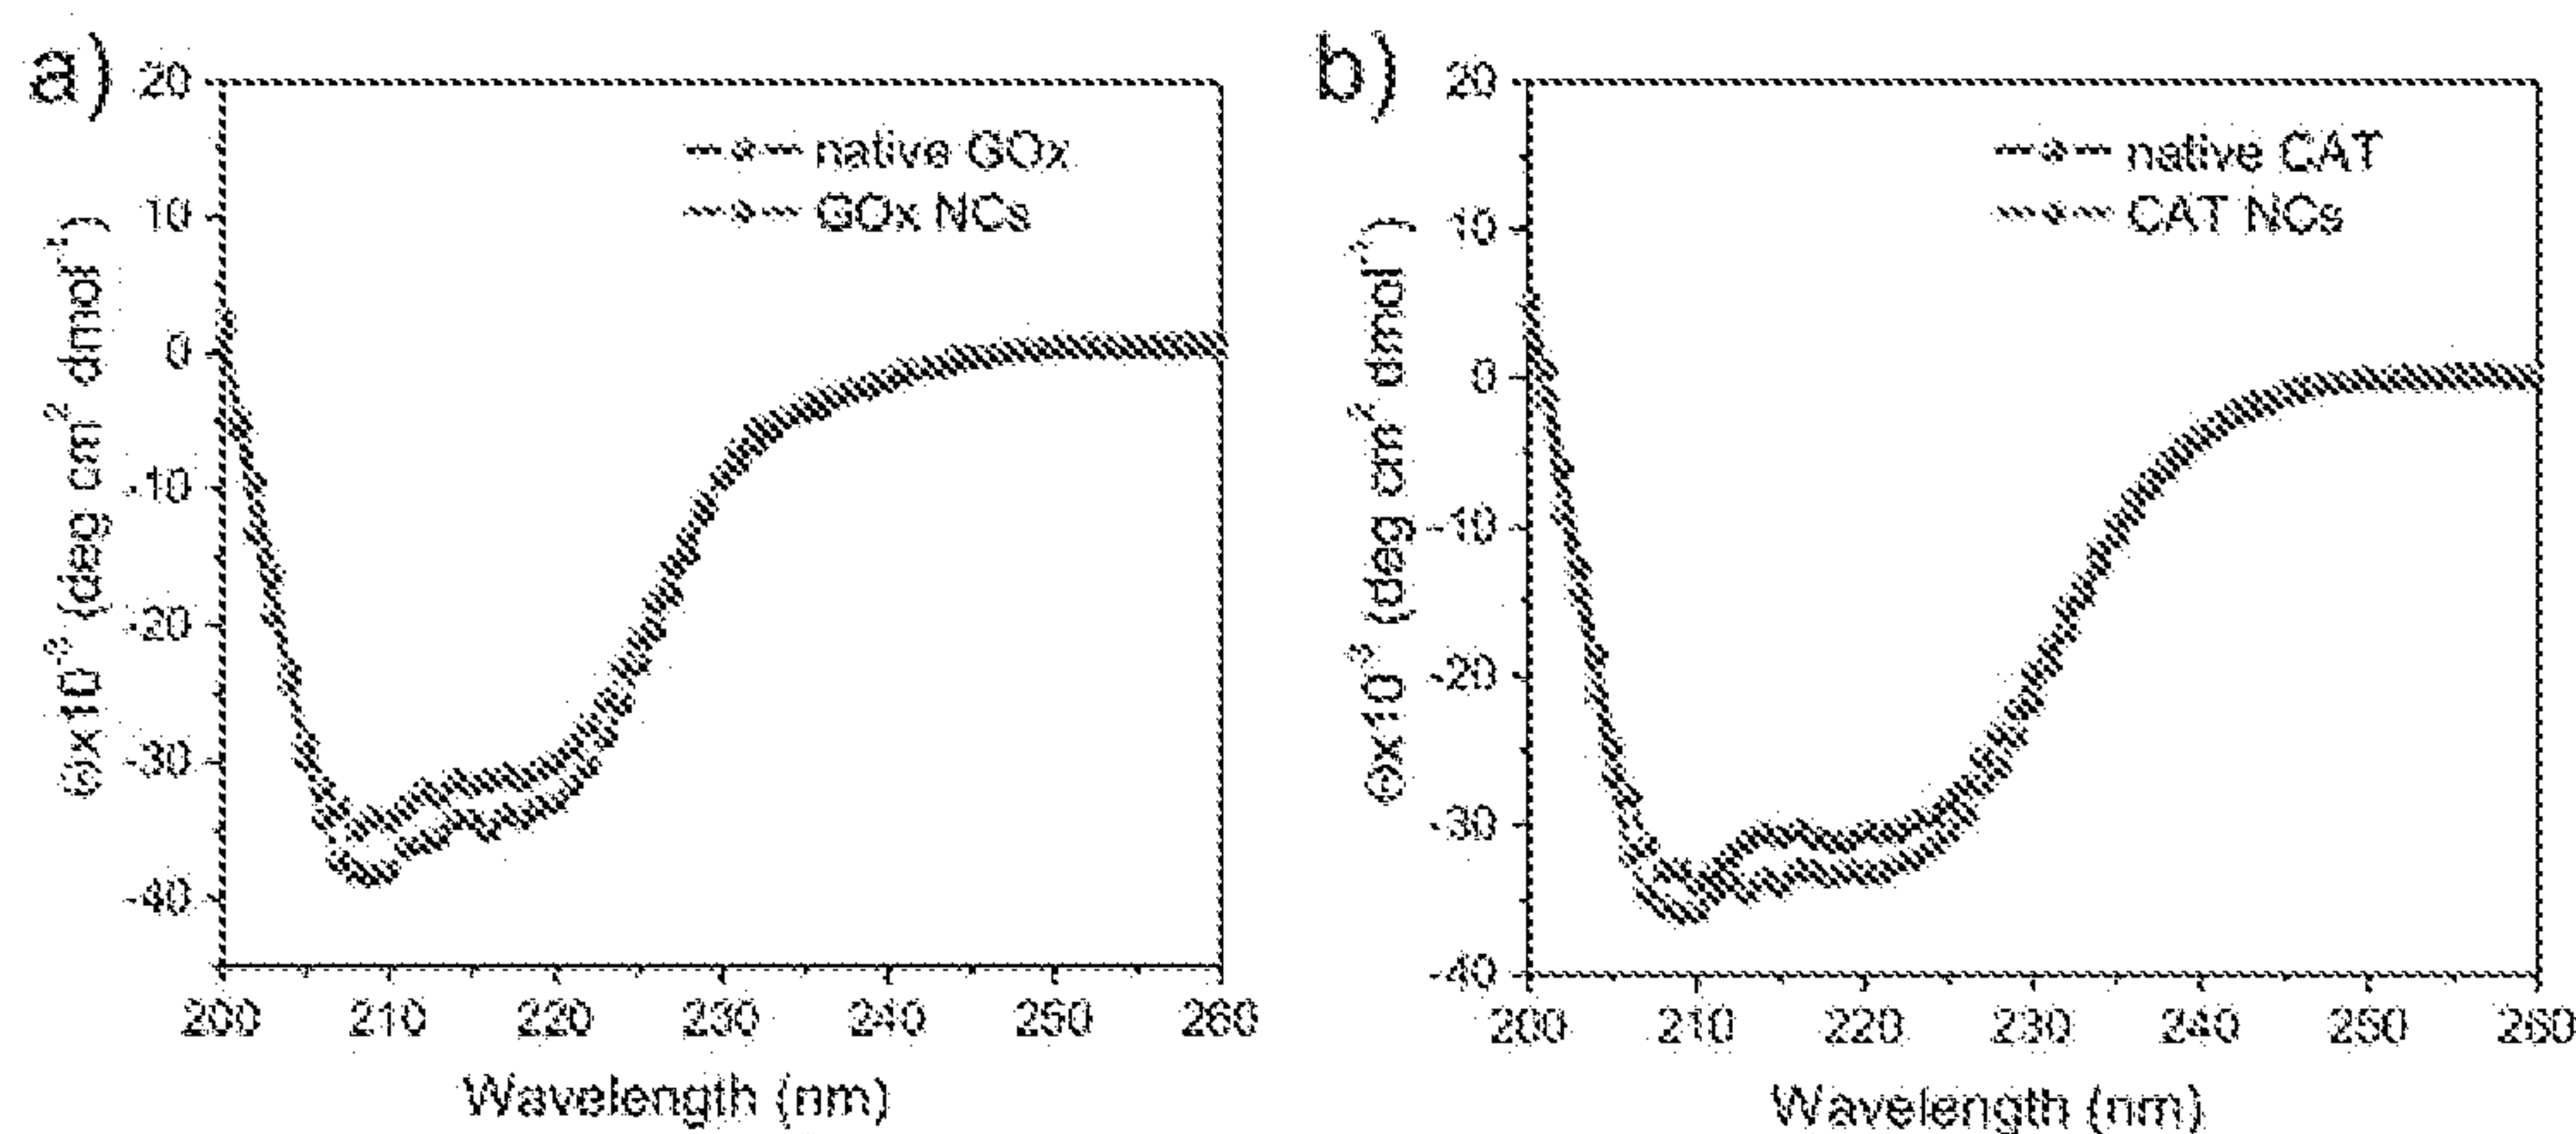 a)
20
10
0
-10
-20
-30
-40
Θx10⁻³ (deg cm² dmol⁻¹)
native GOx
GOx NCs
200 210 220 230 240 250 260
Wavelength (nm)
b)
20
10
0
-10
-20
-30
-40
Θx10⁻³ (deg cm² dmol⁻¹)
native CAT
CAT NCs
200 210 220 230 240 250 260
Wavelength (nm)